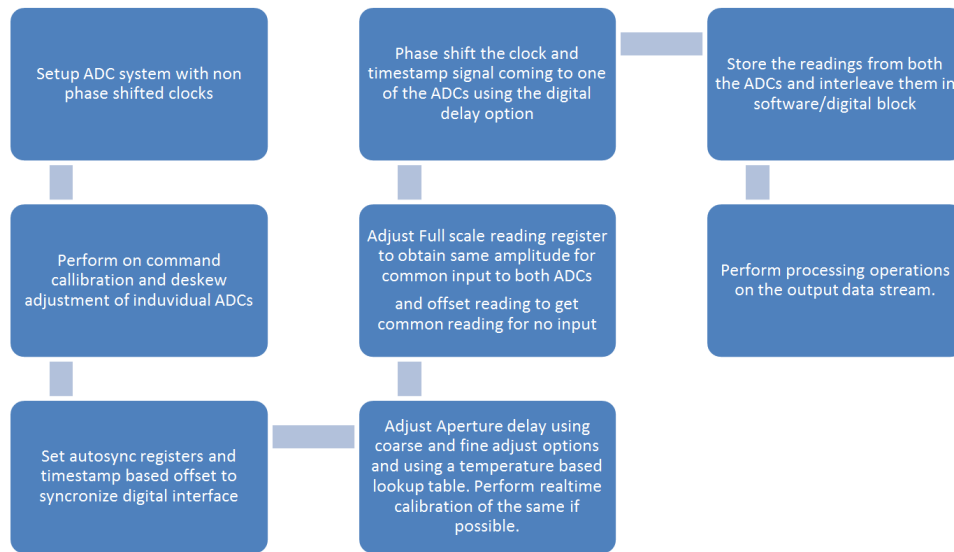 Setup ADC system with non
phase shifted clocks
Perform on command
callibration and deskew
adjustment of induvidual ADCs
Set autosync registers and
timestamp based offset to
syncronize digital interface
Adjust Aperture delay using
coarse and fine adjust options
and using a temperature based
lookup table. Perform realtime
calibration of the same if
possible.
Adjust Full scale reading register
to obtain same amplitude for
common input to both ADCs
and offset reading to get
common reading for no input
Phase shift the clock and
timestamp signal coming to one
of the ADCs using the digital
delay option
Store the readings from both
the ADCs and interleave them in
software/digital block
Perform processing operations
on the output data stream.